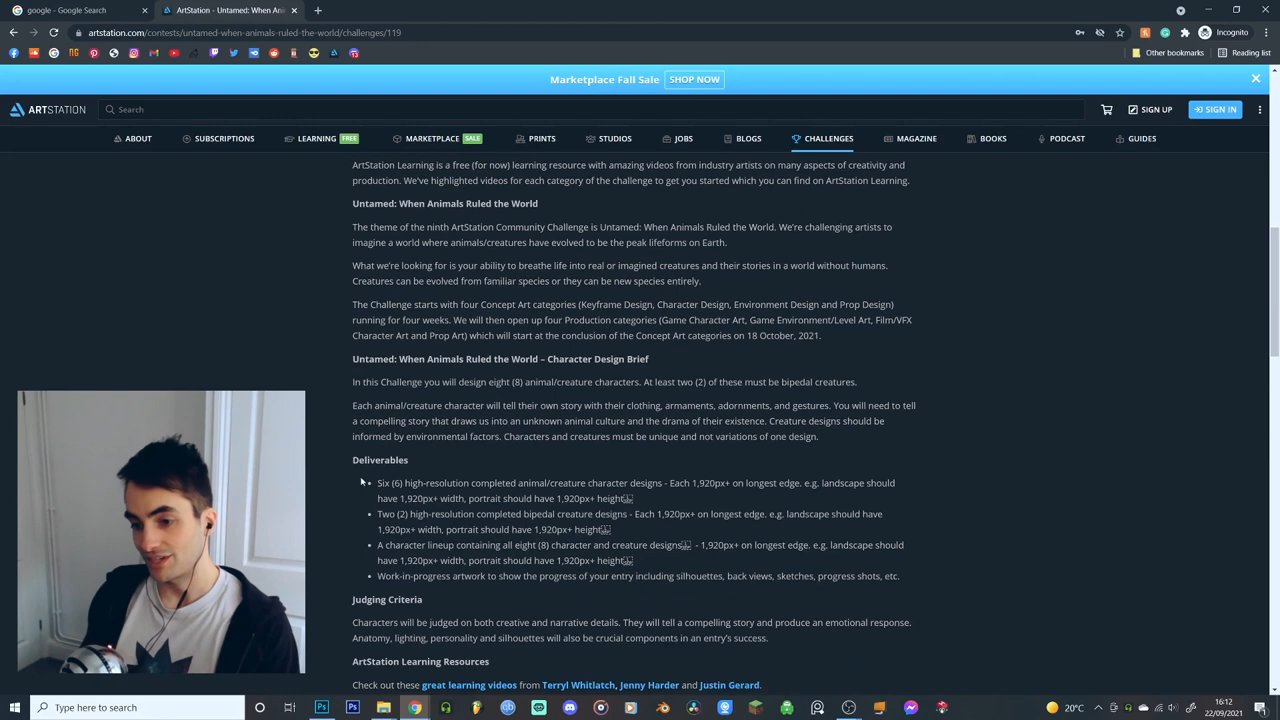 google - Google Search
ArtStation - Untamed: When Ani
artstation.com/contests/untamed-when-animals-ruled-the-world/challenges/119
Incognito
Other bookmarks
Reading list
Marketplace Fall Sale
SHOP NOW
ARTSTATION
Search
SIGN UP
SIGN IN
ABOUT
SUBSCRIPTIONS
LEARNING FREE
MARKETPLACE SALE
PRINTS
STUDIOS
JOBS
BLOGS
CHALLENGES
MAGAZINE
BOOKS
PODCAST
GUIDES
ArtStation Learning is a free (for now) learning resource with amazing videos from industry artists on many aspects of creativity and
production. We've highlighted videos for each category of the challenge to get you started which you can find on ArtStation Learning.
Untamed: When Animals Ruled the World
The theme of the ninth ArtStation Community Challenge is Untamed: When Animals Ruled the World. We're challenging artists to
imagine a world where animals/creatures have evolved to be the peak lifeforms on Earth.
What we're looking for is your ability to breathe life into real or imagined creatures and their stories in a world without humans.
Creatures can be evolved from familiar species or they can be new species entirely.
The Challenge starts with four Concept Art categories (Keyframe Design, Character Design, Environment Design and Prop Design)
running for four weeks. We will then open up four Production categories (Game Character Art, Game Environment/Level Art, Film/VFX
Character Art and Prop Art) which will start at the conclusion of the Concept Art categories on 18 October, 2021.
Untamed: When Animals Ruled the World – Character Design Brief
In this Challenge you will design eight (8) animal/creature characters. At least two (2) of these must be bipedal creatures.
Each animal/creature character will tell their own story with their clothing, armaments, adornments, and gestures. You will need to tell
a compelling story that draws us into an unknown animal culture and the drama of their existence. Creature designs should be
informed by environmental factors. Characters and creatures must be unique and not variations of one design.
Deliverables
Six (6) high-resolution completed animal/creature character designs - Each 1,920px+ on longest edge. e.g. landscape should
have 1,920px+ width, portrait should have 1,920px+ height
Two (2) high-resolution completed bipedal creature designs - Each 1,920px+ on longest edge. e.g. landscape should have
1,920px+ width, portrait should have 1,920px+ height
A character lineup containing all eight (8) character and creature designs - 1,920px+ on longest edge. e.g. landscape should
have 1,920px+ width, portrait should have 1,920px+ height
Work-in-progress artwork to show the progress of your entry including silhouettes, back views, sketches, progress shots, etc.
Judging Criteria
Characters will be judged on both creative and narrative details. They will tell a compelling story and produce an emotional response.
Anatomy, lighting, personality and silhouettes will also be crucial components in an entry's success.
ArtStation Learning Resources
Check out these great learning videos from Terryl Whitlatch, Jenny Harder and Justin Gerard.
Type here to search
Ps
Ps
20°C
16:12
22/09/2021